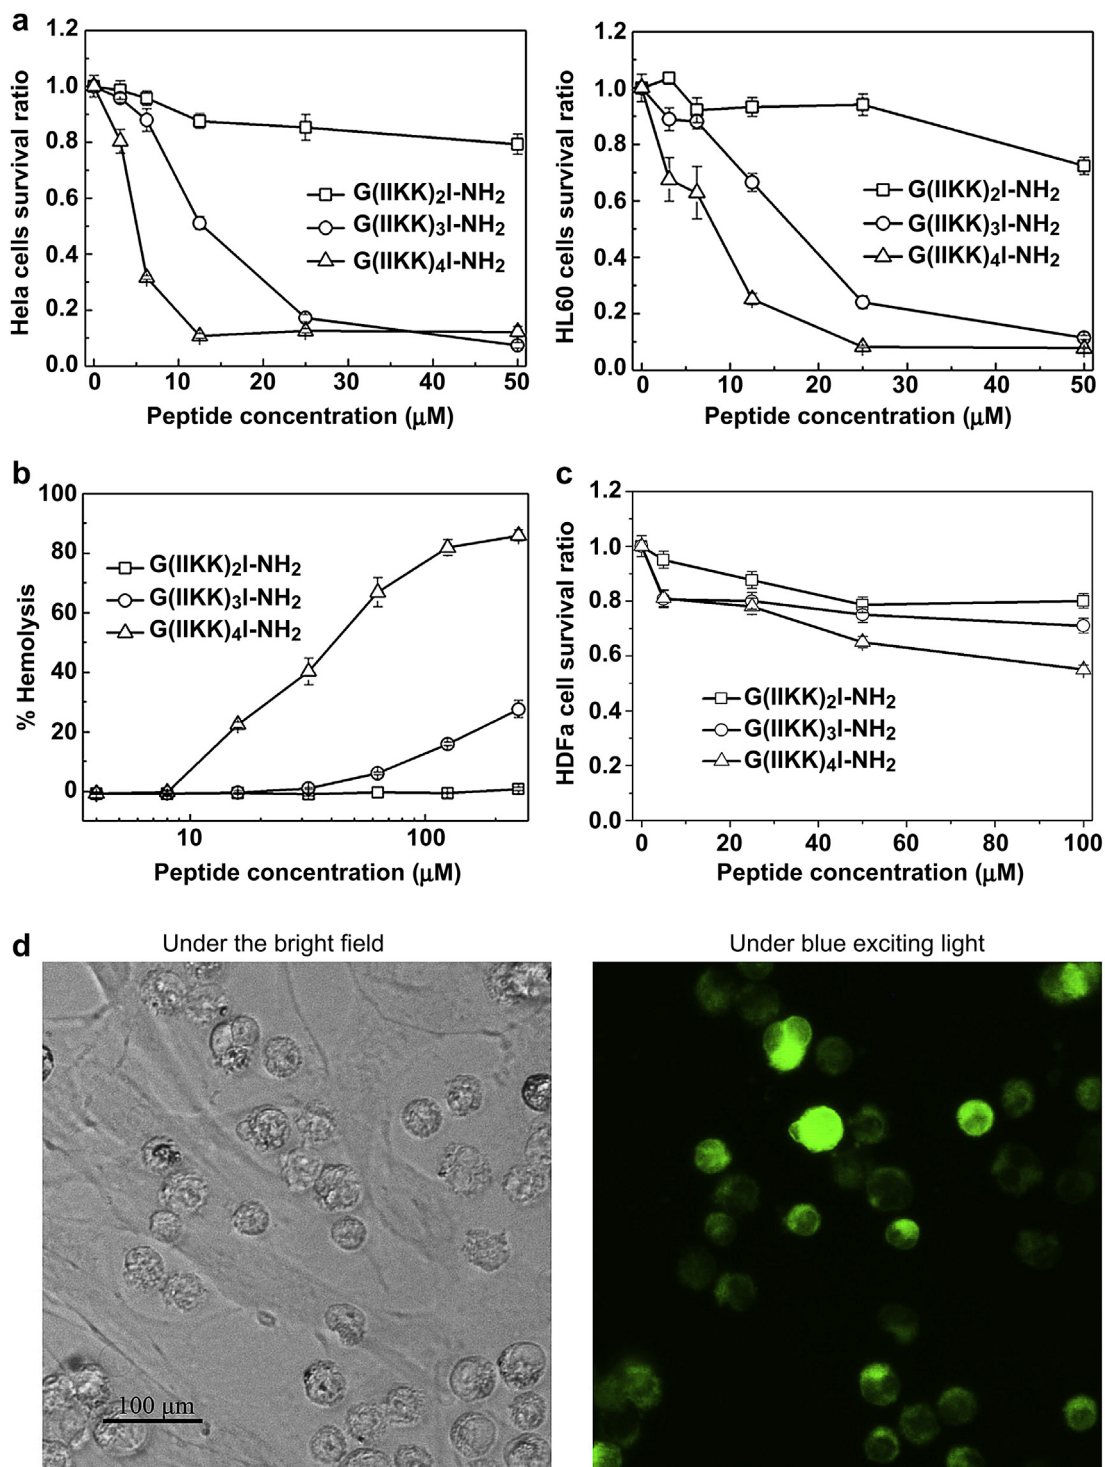 a
1.2
1.0
0.8
0.6
0.4
0.2
0.0
Hela cells survival ratio
G(IIKK)2I-NH2
G(IIKK)3I-NH2
G(IIKK)4I-NH2
0 10 20 30 40 50
Peptide concentration (μM)
1.2
1.0
0.8
0.6
0.4
0.2
0.0
HL60 cells survival ratio
G(IIKK)2I-NH2
G(IIKK)3I-NH2
G(IIKK)4I-NH2
0 10 20 30 40 50
Peptide concentration (μM)
b
100
80
60
40
20
0
% Hemolysis
G(IIKK)2I-NH2
G(IIKK)3I-NH2
G(IIKK)4I-NH2
10 100
Peptide concentration (μM)
c
1.2
1.0
0.8
0.6
0.4
0.2
0.0
HDFa cell survival ratio
G(IIKK)2I-NH2
G(IIKK)3I-NH2
G(IIKK)4I-NH2
0 20 40 60 80 100
Peptide concentration (μM)
d
Under the bright field
Under blue exciting light
100 μm